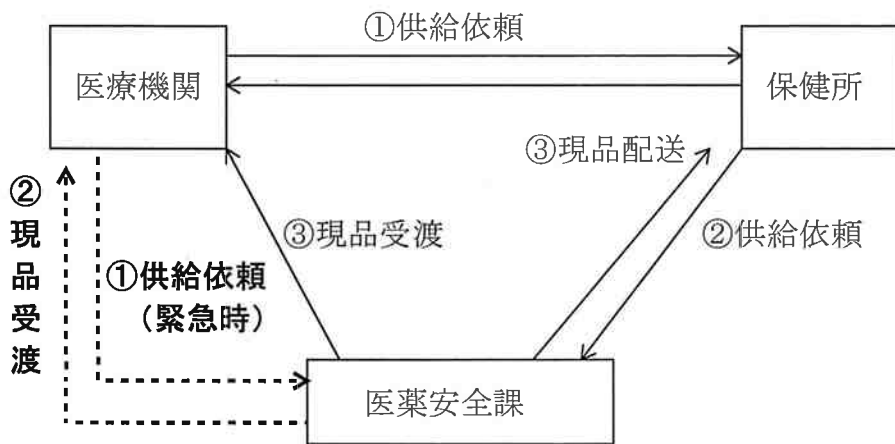 ①供給依頼
医療機関
保健所
③現品配送
②現品受渡
③現品受渡
②供給依頼
①供給依頼
（緊急時）
医薬安全課